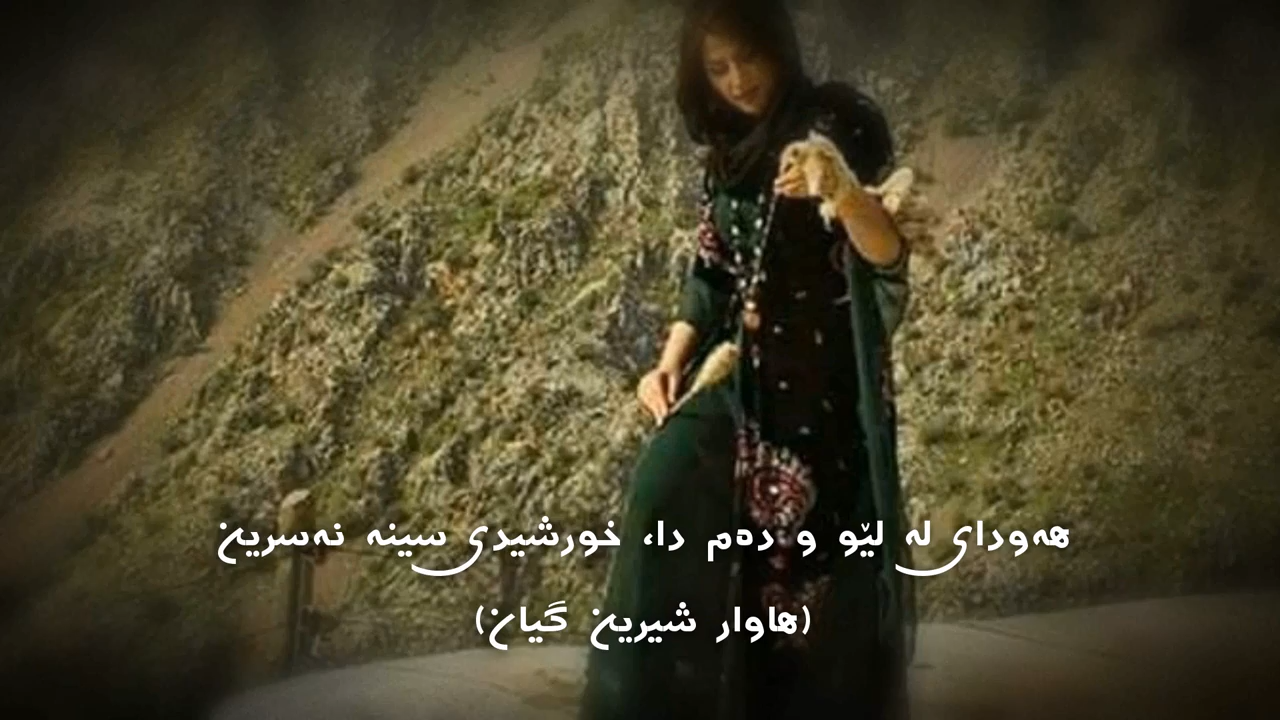 هەودای لە لێو و دەم دا، خورشیدی سینە نەسرین
(هاوار شیرین گیان)